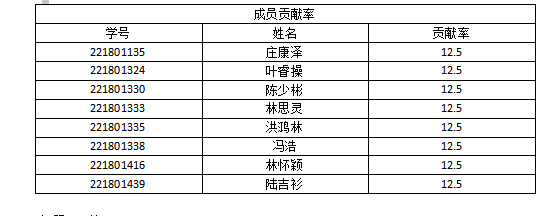 成员贡献率
学号 姓名 贡献率
221801135 庄康泽 12.5
221801324 叶睿操 12.5
221801330 陈少彬 12.5
221801333 林思灵 12.5
221801335 洪鸿林 12.5
221801338 冯浩 12.5
221801416 林怀颖 12.5
221801439 陆吉衫 12.5